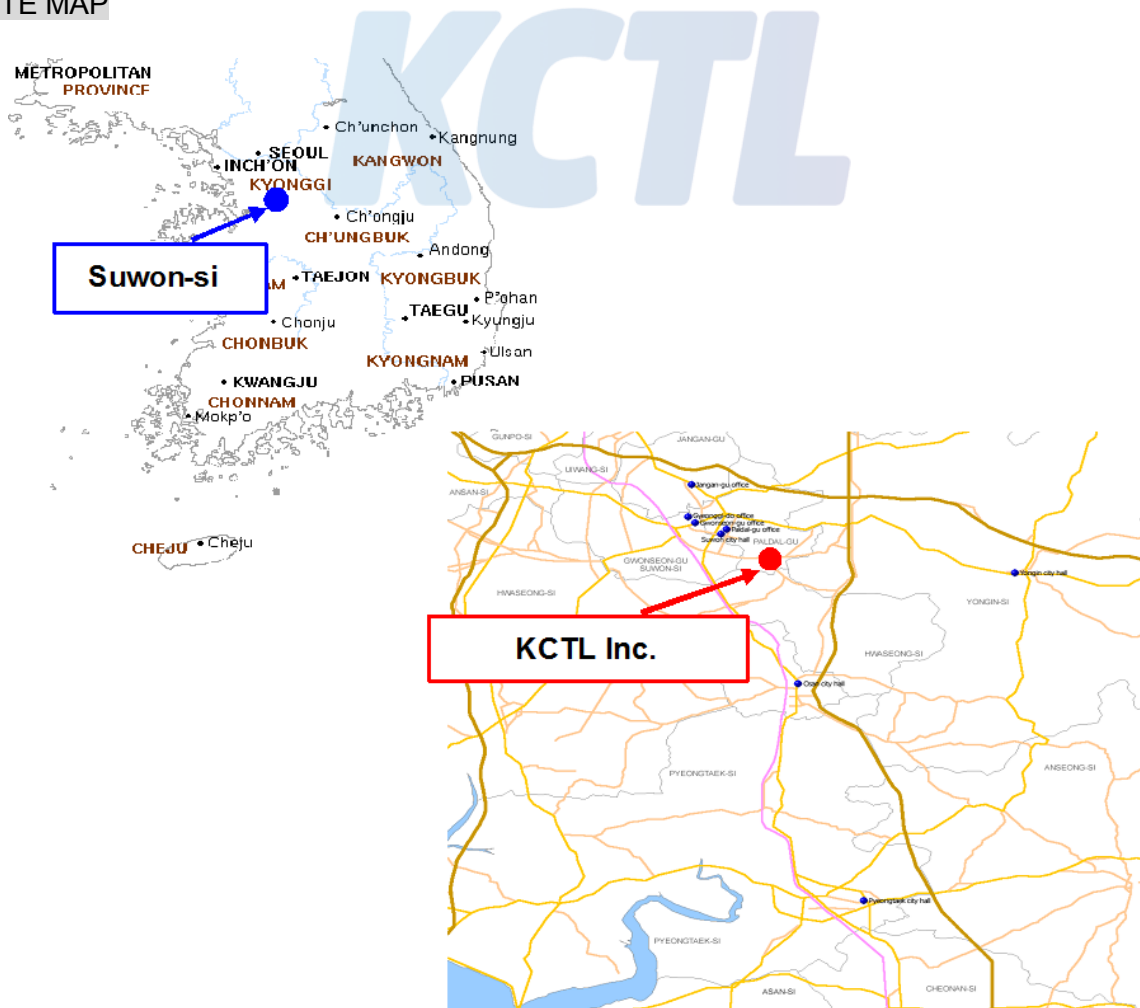 TE MAP
KCTL
METROPOLITAN
PROVINCE
Ch'unchon
Kangnung
SEOUL
KANGWON
INCH'ON
KYONGGI
Ch'ongju
CH'UNGBUK
Andong
Suwon-si
AM
TAEJON
KYONGBUK
P'ohan
TAEGU
Kyungju
Chonju
CHONBUK
Ulsan
KYONGNAM
KWANGJU
PUSAN
CHONNAM
Mokp'o
CHEJU
Cheju
GUNPO-SI
JANGAN-GU
UIWANG-SI
Jangan-gu office
ANSAN-SI
Gyeonggi-do office
Gwonseon-gu office
Paldal-gu office
Suwon city hall
PALDAL-GU
GWONSEON-GU
SUWON-SI
Yongin city hall
HWASEONG-SI
YONGIN-SI
KCTL Inc.
HWASEONG-SI
Osan city hall
PYEONGTAEK-SI
ANSEONG-SI
Pyeongtaek city hall
PYEONGTAEK-SI
ASAN-SI
CHEONAN-SI